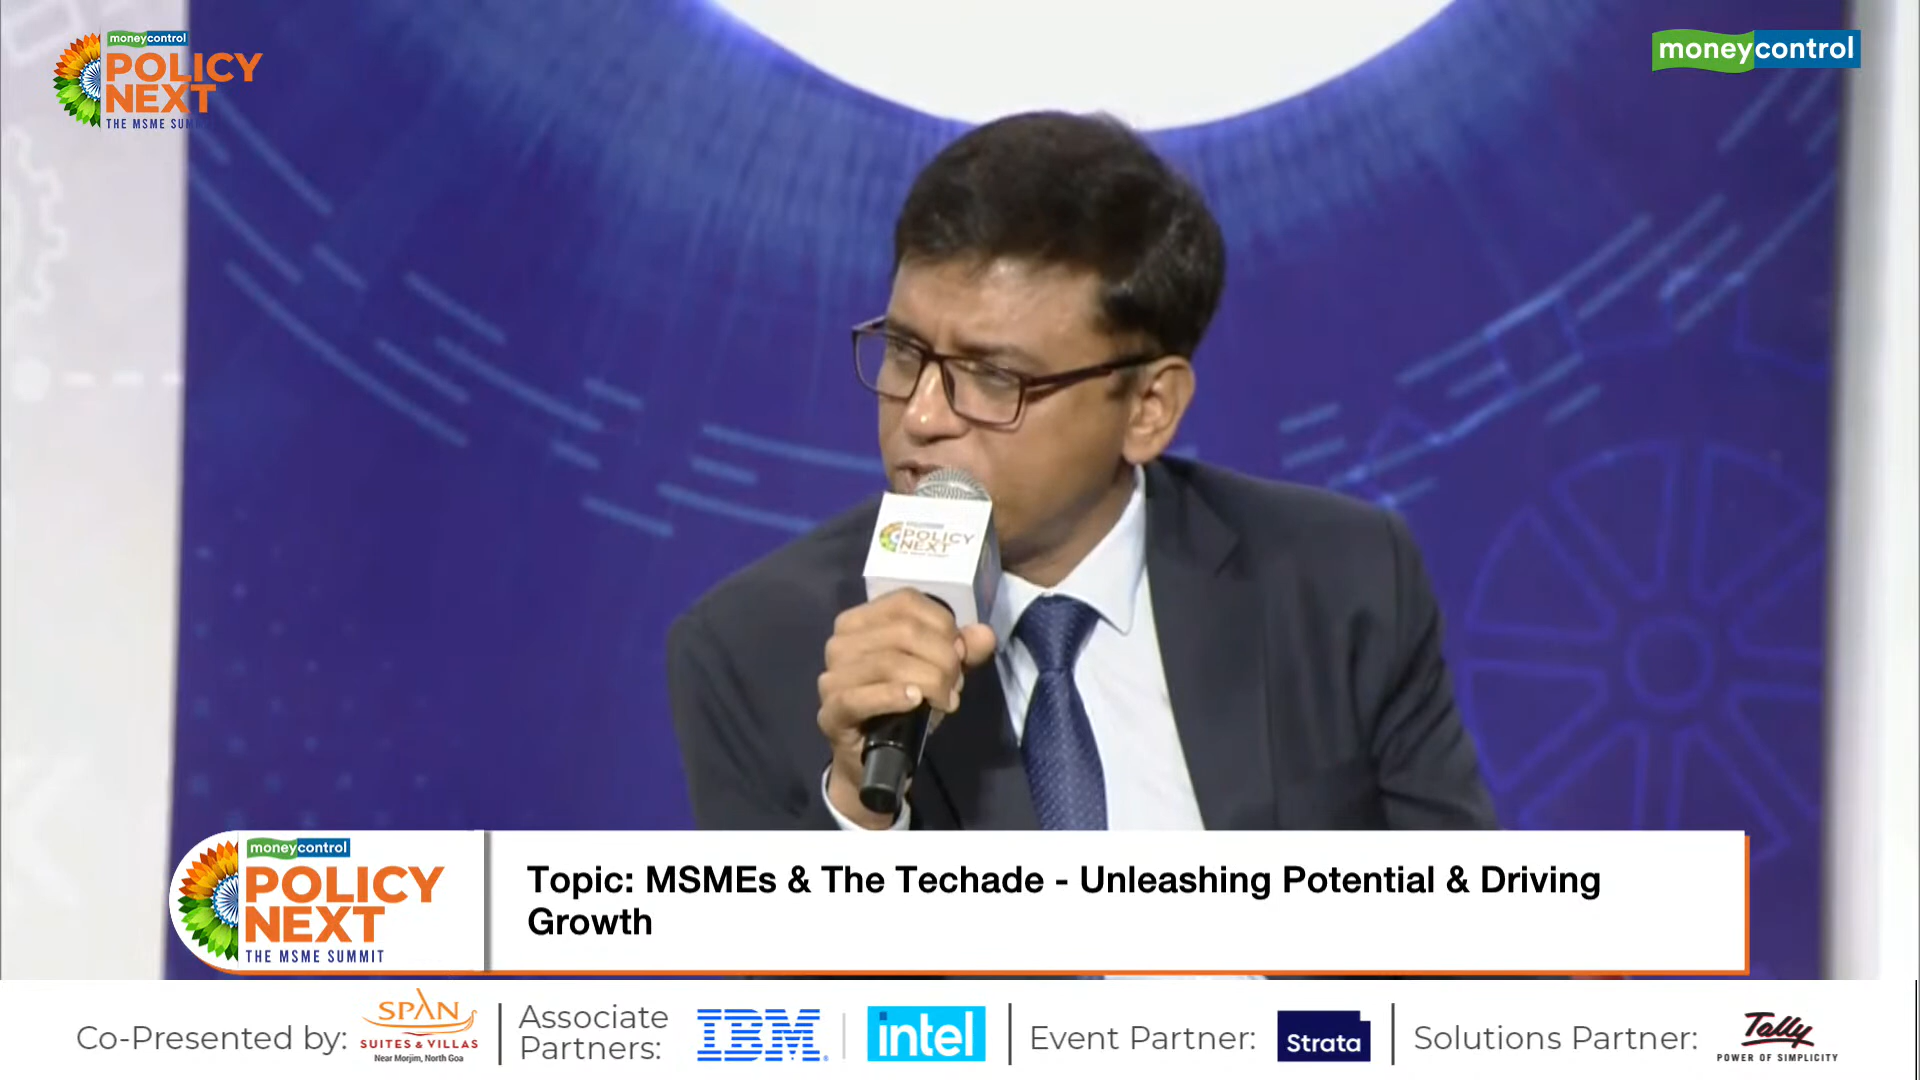 moneycontrol
POLICY
NEXT
THE MSME SUM
moneycontrol
POLICY
NEXT
moneycontrol
POLICY
NEXT
THE MSME SUMMIT
Topic: MSMEs & The Techade - Unleashing Potential & Driving
Growth
Co-Presented by:
SPAN
SUITES & VILLAS
Near Morjim, North Goa
Associate
Partners:
IBM
intel
Event Partner:
Strata
Solutions Partner:
Tally
POWER OF SIMPLICITY